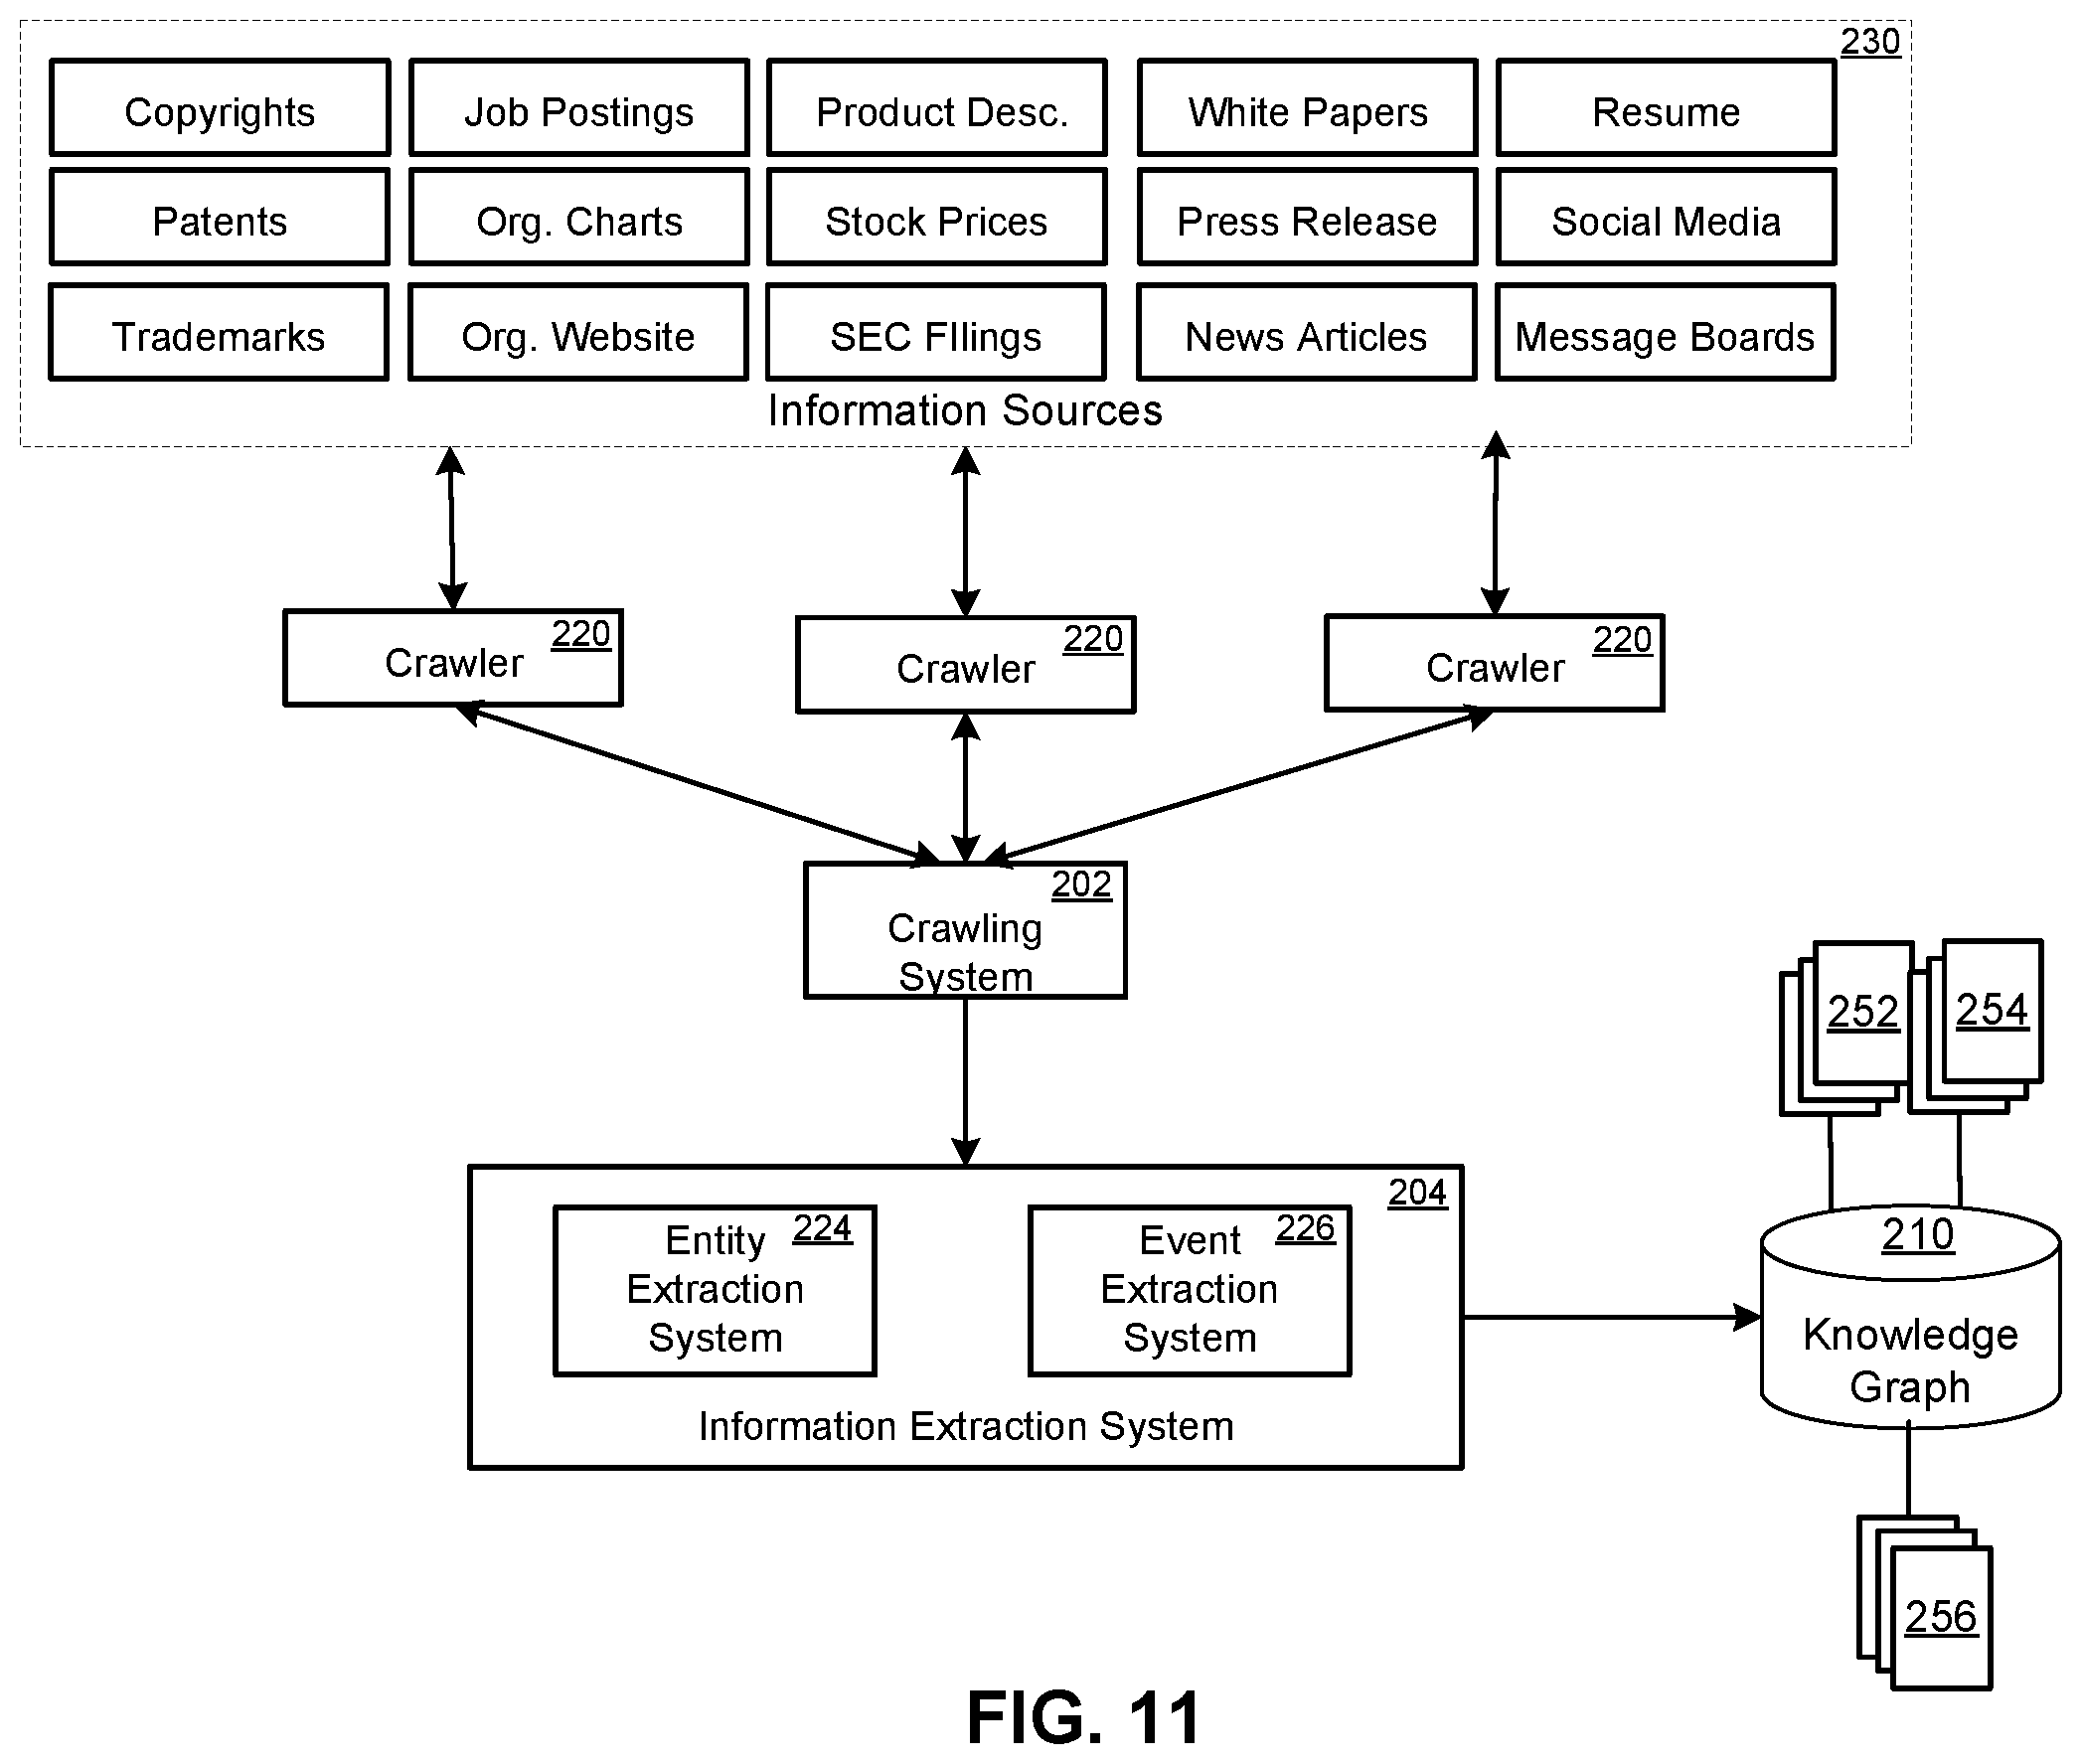 230
Copyrights
Job Postings
Product Desc.
White Papers
Resume
Patents
Org. Charts
Stock Prices
Press Release
Social Media
Trademarks
Org. Website
SEC FIlings
News Articles
Message Boards
Information Sources
220
Crawler
220
Crawler
220
Crawler
202
Crawling
System
252
254
204
224
Entity
Extraction
System
226
Event
Extraction
System
Information Extraction System
210
Knowledge
Graph
256
FIG. 11